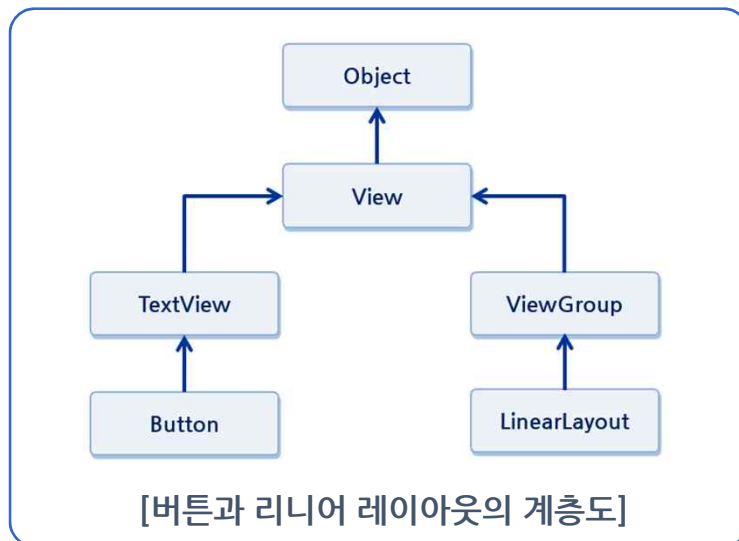 Object
View
TextView
ViewGroup
Button
LinearLayout
[버튼과 리니어 레이아웃의 계층도]